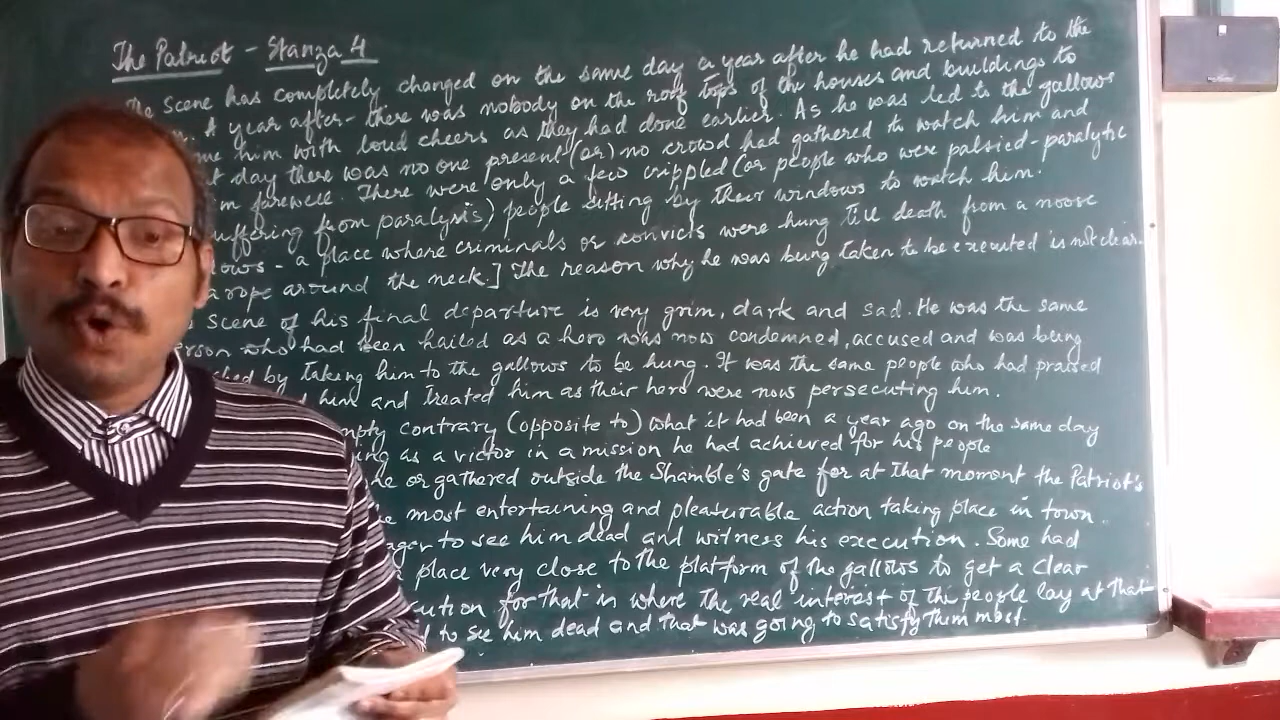 The Patriot - Stanza 4
The scene has completely changed on the same day a year after he had returned to the
. A year after - there was nobody on the roof tops of the houses and buildings to
me him with loud cheers as they had done earlier. As he was led to the gallows
t day there was no one present (or) no crowd had gathered to watch him and
m farewell. There were only a few crippled (or people who were palsied - paralytic
uffering from paralysis) people sitting by their windows to watch him.
lows - a place where criminals or convicts were hung till death from a noose
a rope around the neck.] The reason why he was being taken to be executed is not clear.
scene of his final departure is very grim, dark and sad. He was the same
erson who had been hailed as a hero was now condemned, accused and was being
hed by taking him to the gallows to be hung. It was the same people who had praised
him and treated him as their hero were now persecuting him.
mpty contrary (opposite to) what it had been a year ago on the same day
ing as a victor in a mission he had achieved for his people
he or gathered outside the Shamble's gate for at that moment the Patriot's
e most entertaining and pleasurable action taking place in town.
ager to see him dead and witness his execution. Some had
a place very close to the platform of the gallows to get a clear
cution for that is where the real interest of the people lay at that
d to see him dead and that was going to satisfy them most.